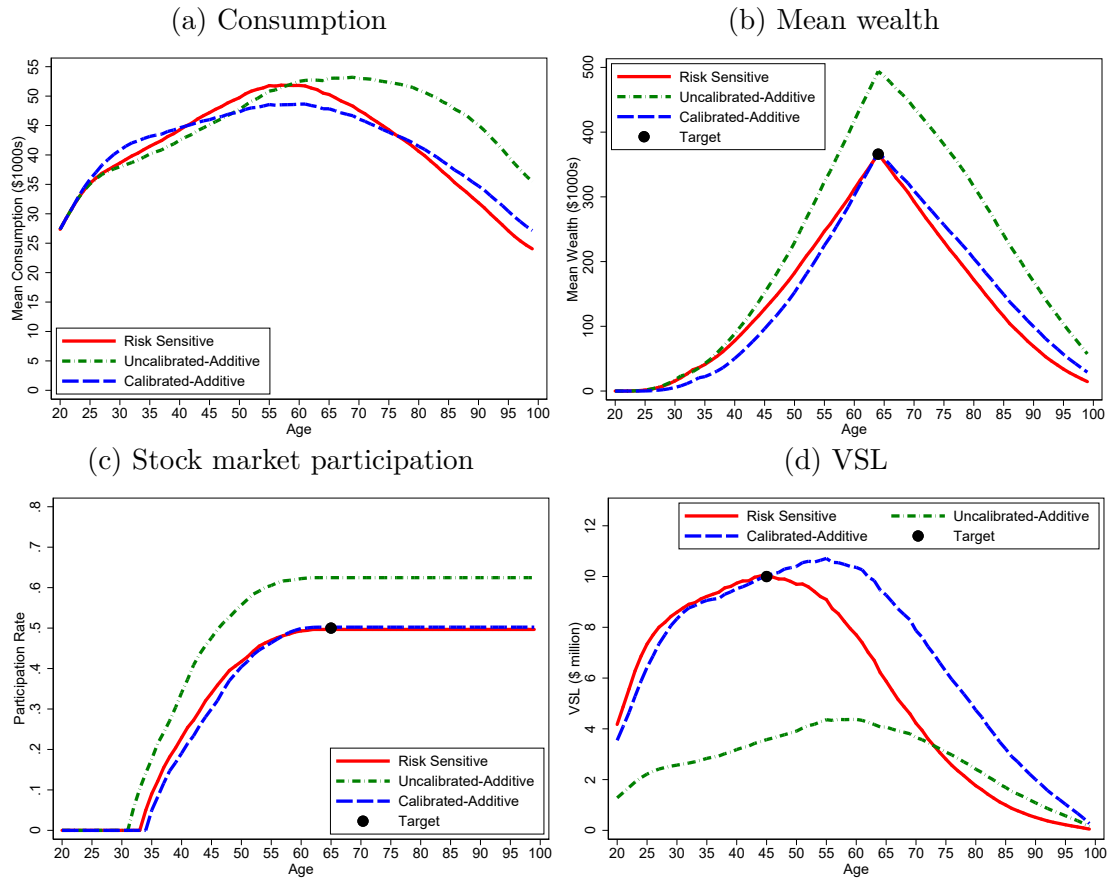 (a) Consumption
Mean Consumption ($1000s)
0 5 10 15 20 25 30 35 40 45 50 55
Risk Sensitive
Uncalibrated-Additive
Calibrated-Additive
20 25 30 35 40 45 50 55 60 65 70 75 80 85 90 95 100
Age
(b) Mean wealth
Mean Wealth ($1000s)
0 100 200 300 400 500
Risk Sensitive
Uncalibrated-Additive
Calibrated-Additive
Target
20 25 30 35 40 45 50 55 60 65 70 75 80 85 90 95 100
Age
(c) Stock market participation
Participation Rate
0 .1 .2 .3 .4 .5 .6 .7 .8
Risk Sensitive
Uncalibrated-Additive
Calibrated-Additive
Target
20 25 30 35 40 45 50 55 60 65 70 75 80 85 90 95 100
Age
(d) VSL
VSL ($ million)
0 2 4 6 8 10 12
Risk Sensitive Uncalibrated-Additive
Calibrated-Additive Target
20 25 30 35 40 45 50 55 60 65 70 75 80 85 90 95 100
Age